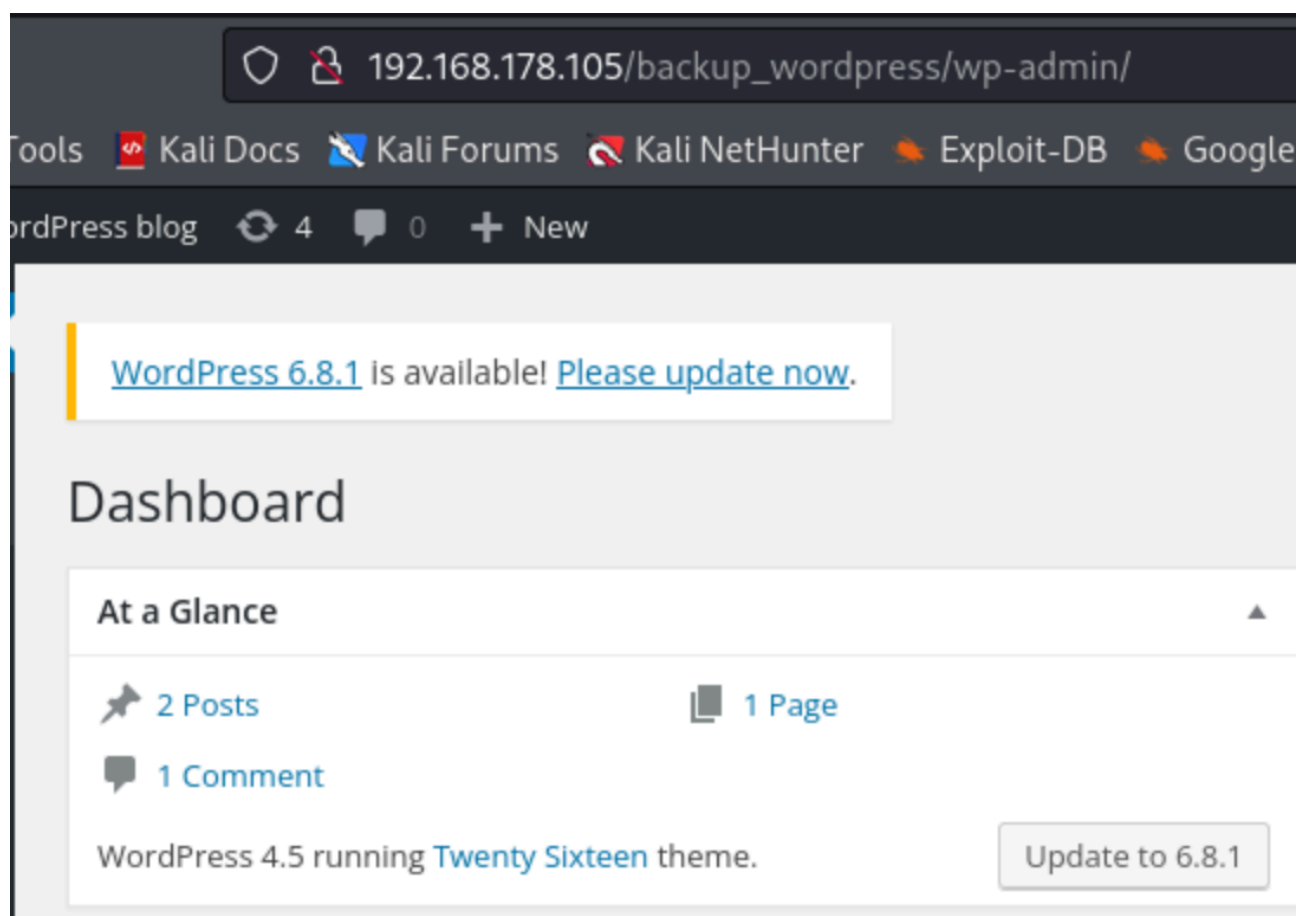 192.168.178.105/backup_wordpress/wp-admin/
Kali Docs Kali Forums Kali NetHunter Exploit-DB Google
blog 4 0 New
WordPress 6.8.1 is available! Please update now.
Dashboard
At a Glance
2 Posts 1 Page
1 Comment
WordPress 4.5 running Twenty Sixteen theme. Update to 6.8.1